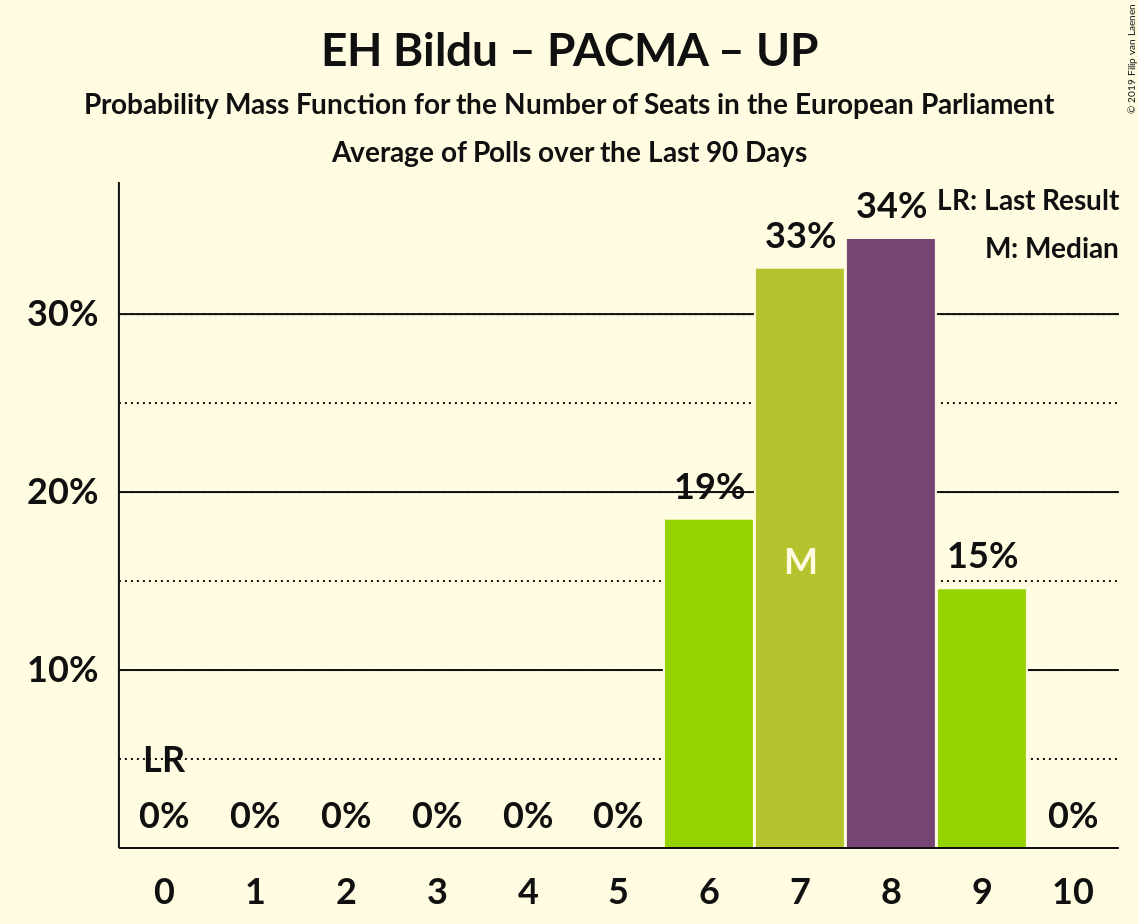 EH Bildu – PACMA – UP
Probability Mass Function for the Number of Seats in the European Parliament
Average of Polls over the Last 90 Days
© 2019 Filip van Laenen
LR: Last Result
M: Median
34%
33%
30%
20%
19%
15%
M
10%
LR
0% 0% 0% 0% 0% 0% 0%
0 1 2 3 4 5 6 7 8 9 10